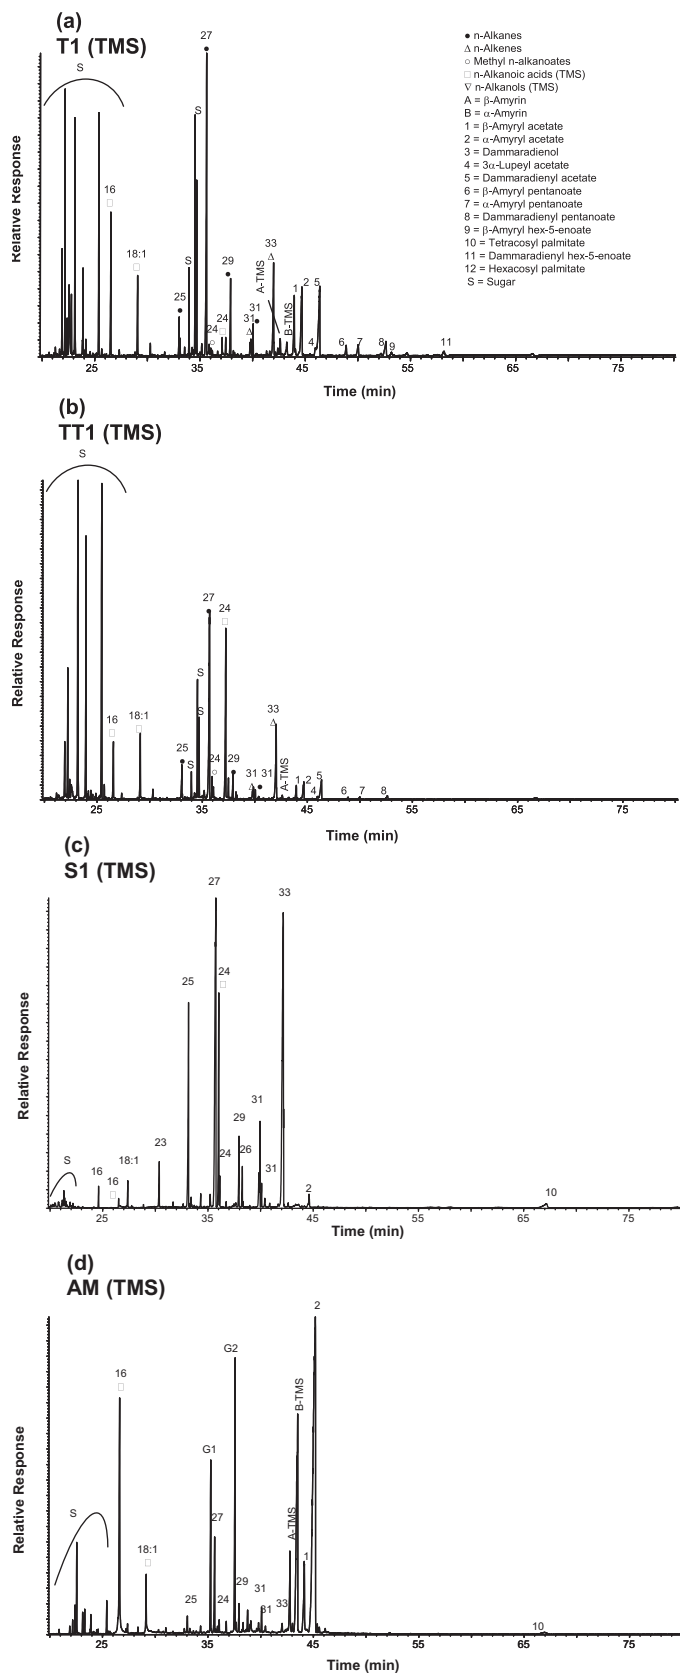 (a)
T1 (TMS)
● n-Alkanes
Δ n-Alkenes
○ Methyl n-alkanoates
□ n-Alkanoic acids (TMS)
∇ n-Alkanols (TMS)
A = β-Amyrin
B = α-Amyrin
1 = β-Amyryl acetate
2 = α-Amyryl acetate
3 = Dammaradienol
4 = 3α-Lupeyl acetate
5 = Dammaradienyl acetate
6 = β-Amyryl pentanoate
7 = α-Amyryl pentanoate
8 = Dammaradienyl pentanoate
9 = β-Amyryl hex-5-enoate
10 = Tetracosyl palmitate
11 = Dammaradienyl hex-5-enoate
12 = Hexacosyl palmitate
S = Sugar
Relative Response
S
16
□
18:1
□
25
●
S
S
27
●
24
○
24
□
29
●
31
Δ
31
●
33
Δ
A-TMS
B-TMS
1
2
4
5
6
7
8
9
11
25 35 45 55 65 75
Time (min)
(b)
TT1 (TMS)
Relative Response
S
16
□
18:1
□
25
●
S
S
S
27
●
24
○
24
□
29
●
31
Δ
31
●
33
Δ
A-TMS
1
2
4
5
6
7
8
25 35 45 55 65 75
Time (min)
(c)
S1 (TMS)
Relative Response
S
16
16
□
18:1
23
25
27
24
□
24
29
26
31
31
33
2
10
25 35 45 55 65 75
Time (min)
(d)
AM (TMS)
Relative Response
S
16
□
18:1
□
25
G1
27
24
G2
29
31
31
33
A-TMS
B-TMS
1
2
10
25 35 45 55 65 75
Time (min)